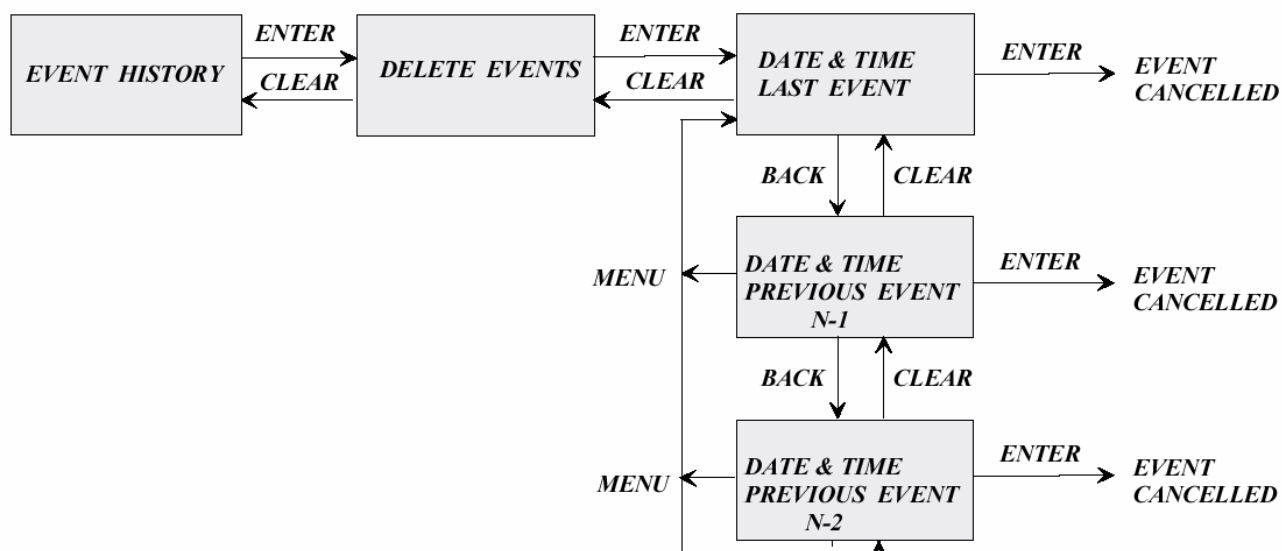 EVENT HISTORY
ENTER
CLEAR
DELETE EVENTS
ENTER
CLEAR
DATE & TIME
LAST EVENT
ENTER
EVENT
CANCELLED
BACK
CLEAR
MENU
DATE & TIME
PREVIOUS EVENT
N-1
ENTER
EVENT
CANCELLED
BACK
CLEAR
MENU
DATE & TIME
PREVIOUS EVENT
N-2
ENTER
EVENT
CANCELLED